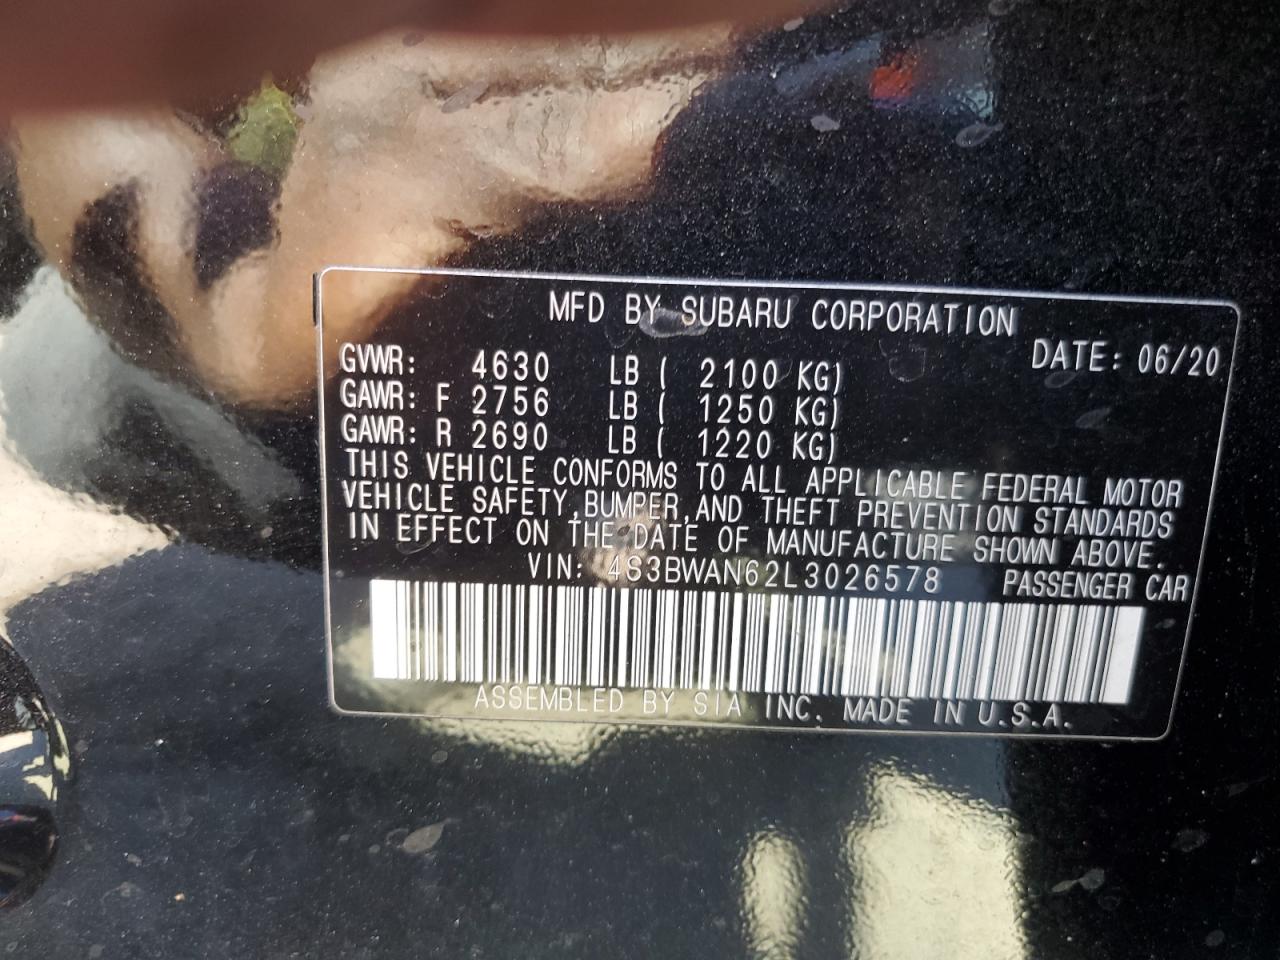 MFD BY SUBARU CORPORATION
DATE: 06/20
GVWR: 4630 LB ( 2100 KG)
GAWR: F 2756 LB ( 1250 KG)
GAWR: R 2690 LB ( 1220 KG)
THIS VEHICLE CONFORMS TO ALL APPLICABLE FEDERAL MOTOR
VEHICLE SAFETY,BUMPER,AND THEFT PREVENTION STANDARDS
IN EFFECT ON THE DATE OF MANUFACTURE SHOWN ABOVE.
VIN: 4S3BWAN62L3026578 PASSENGER CAR
ASSEMBLED BY SIA INC. MADE IN U.S.A.